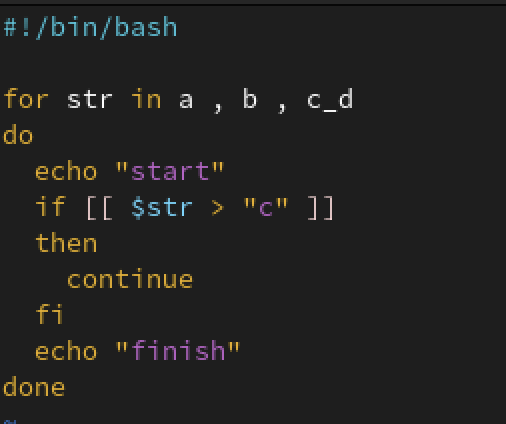 #!/bin/bash

for str in a , b , c_d
do
  echo "start"
  if [[ $str > "c" ]]
  then
    continue
  fi
  echo "finish"
done
~